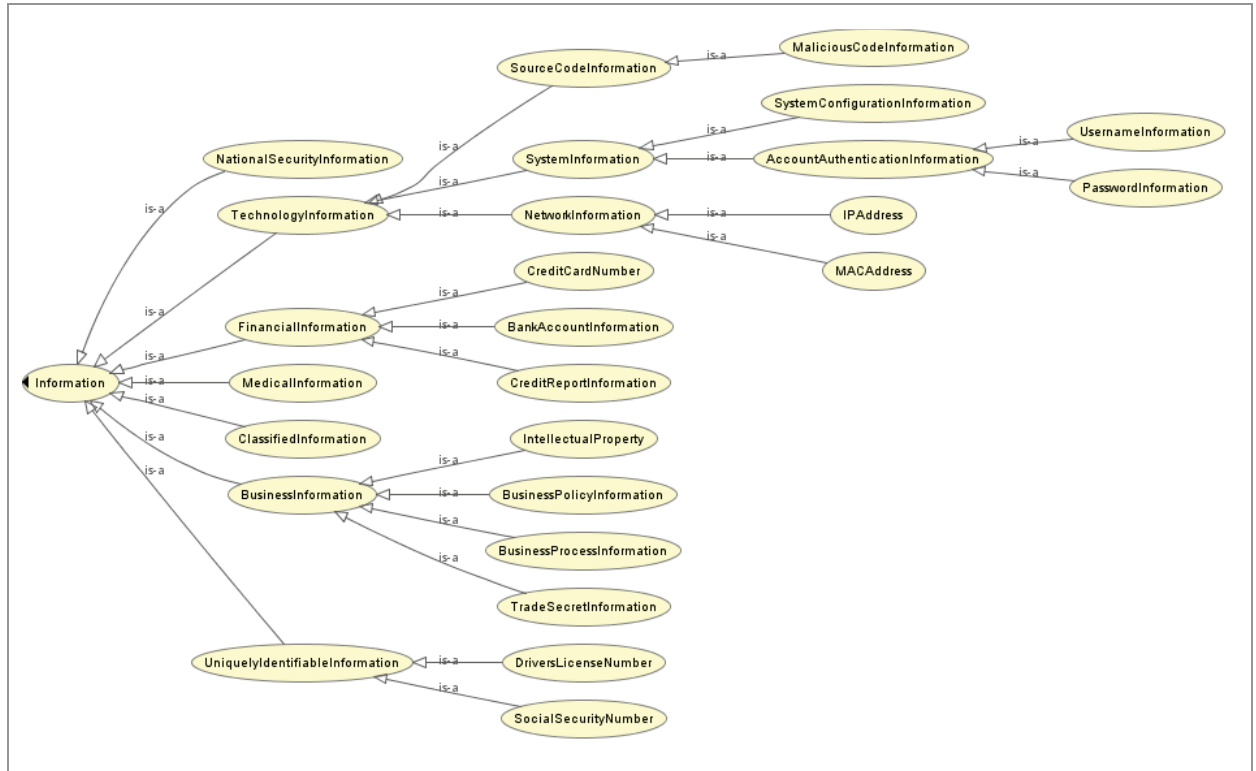 MaliciousCodeInformation
is-a
SourceCodeInformation
SystemConfigurationInformation
is-a
UsernameInformation
is-a
is-a
NationalSecurityInformation
SystemInformation
is-a
AccountAuthenticationInformation
is-a
is-a
PasswordInformation
is-a
TechnologyInformation
is-a
NetworkInformation
is-a
IPAddress
is-a
CreditCardNumber
MACAddress
is-a
is-a
FinancialInformation
is-a
BankAccountInformation
is-a
is-a
Information
is-a
MedicalInformation
CreditReportInformation
is-a
ClassifiedInformation
IntellectualProperty
is-a
is-a
is-a
BusinessInformation
is-a
BusinessPolicyInformation
is-a
BusinessProcessInformation
is-a
TradeSecretInformation
UniquelyIdentifiableInformation
is-a
DriversLicenseNumber
is-a
SocialSecurityNumber